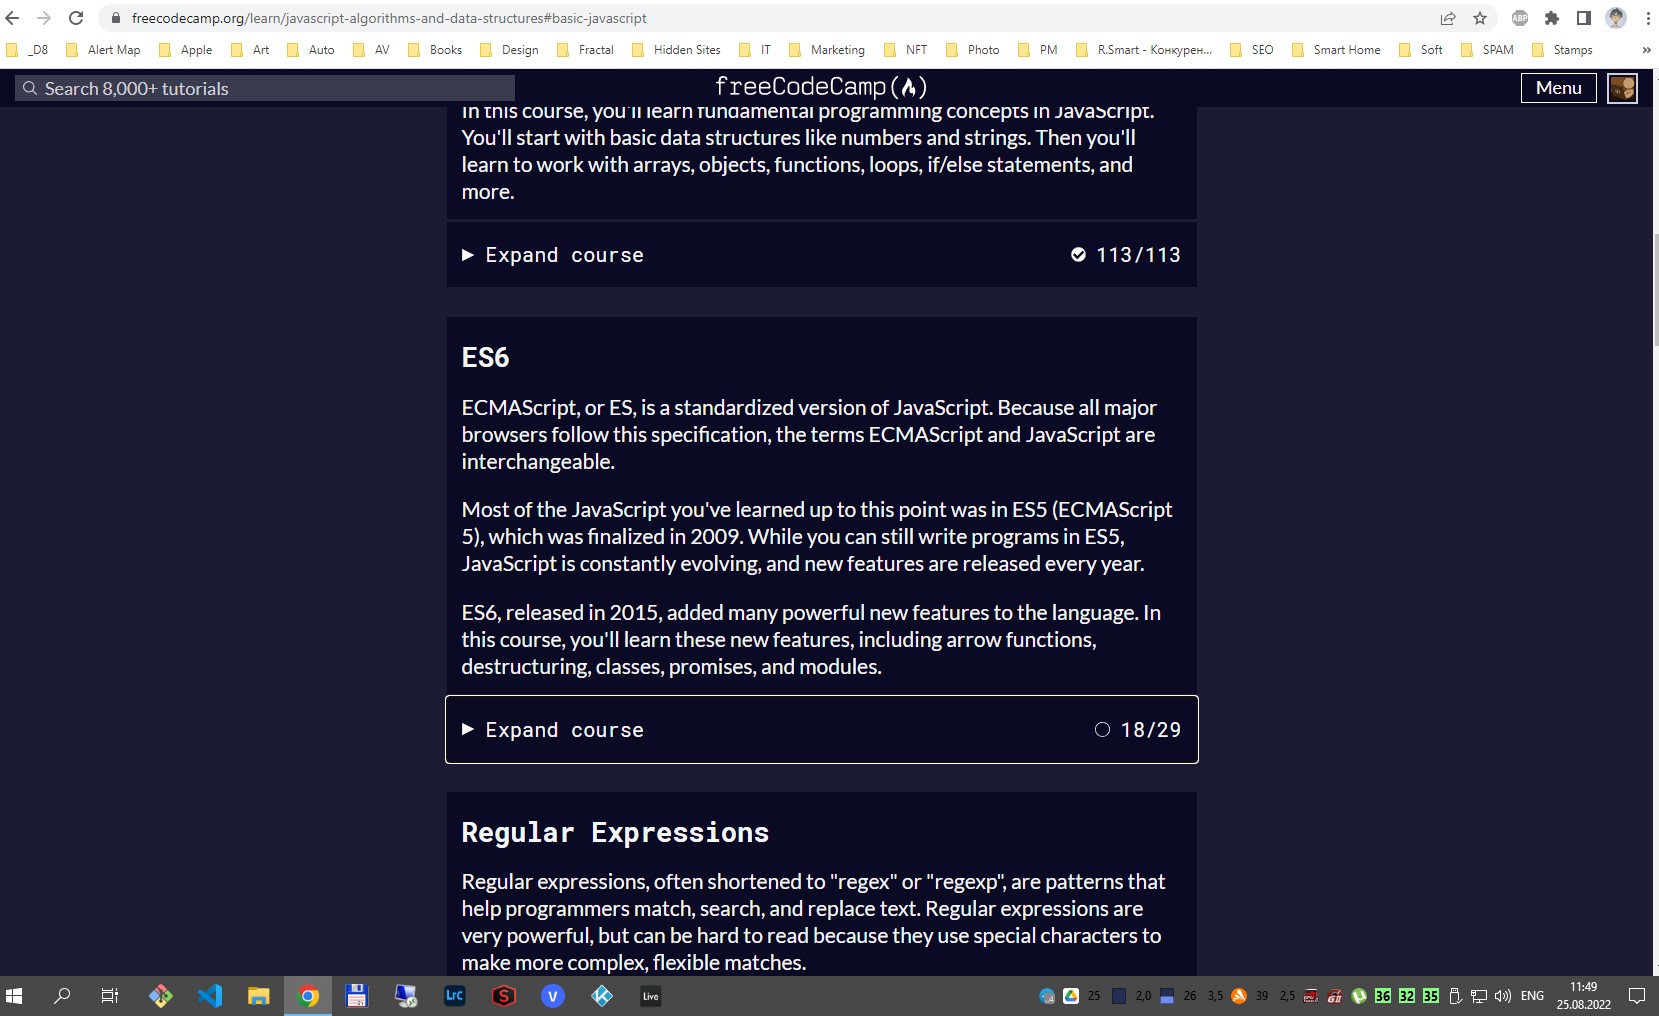 freecodecamp.org/learn/javascript-algorithms-and-data-structures#basic-javascript
ABP
_D8 Alert Map Apple Art Auto AV Books Design Fractal Hidden Sites IT Marketing NFT Photo PM R.Smart - Конкурен... SEO Smart Home Soft SPAM Stamps »
Search 8,000+ tutorials
freeCodeCamp
Menu
In this course, you'll learn fundamental programming concepts in JavaScript.
You'll start with basic data structures like numbers and strings. Then you'll
learn to work with arrays, objects, functions, loops, if/else statements, and
more.
Expand course 113/113
ES6
ECMAScript, or ES, is a standardized version of JavaScript. Because all major
browsers follow this specification, the terms ECMAScript and JavaScript are
interchangeable.
Most of the JavaScript you've learned up to this point was in ES5 (ECMAScript
5), which was finalized in 2009. While you can still write programs in ES5,
JavaScript is constantly evolving, and new features are released every year.
ES6, released in 2015, added many powerful new features to the language. In
this course, you'll learn these new features, including arrow functions,
destructuring, classes, promises, and modules.
Expand course 18/29
Regular Expressions
Regular expressions, often shortened to "regex" or "regexp", are patterns that
help programmers match, search, and replace text. Regular expressions are
very powerful, but can be hard to read because they use special characters to
make more complex, flexible matches.
LrC S V Live 25 2,0 26 3,5 39 2,5 36 32 35 ENG 11:49
25.08.2022